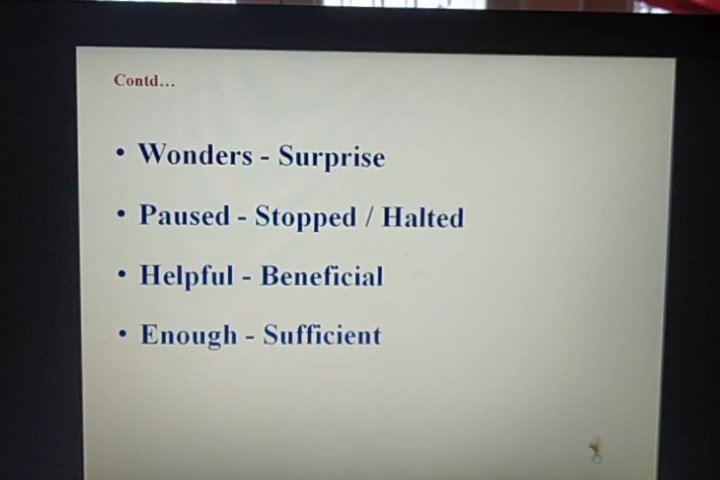 Contd...
• Wonders - Surprise
• Paused - Stopped / Halted
• Helpful - Beneficial
• Enough - Sufficient